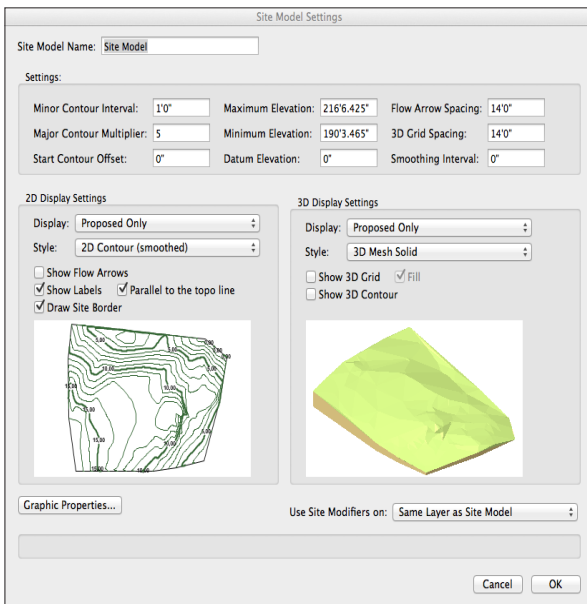 Site Model Settings
Site Model Name: Site Model
Settings:
Minor Contour Interval: 1'0" Maximum Elevation: 216'6.425" Flow Arrow Spacing: 14'0"
Major Contour Multiplier: 5 Minimum Elevation: 190'3.465" 3D Grid Spacing: 14'0"
Start Contour Offset: 0" Datum Elevation: 0" Smoothing Interval: 0"
2D Display Settings
Display: Proposed Only
Style: 2D Contour (smoothed)
Show Flow Arrows
Show Labels Parallel to the topo line
Draw Site Border
3D Display Settings
Display: Proposed Only
Style: 3D Mesh Solid
Show 3D Grid Fill
Show 3D Contour
Graphic Properties...
Use Site Modifiers on: Same Layer as Site Model
Cancel OK